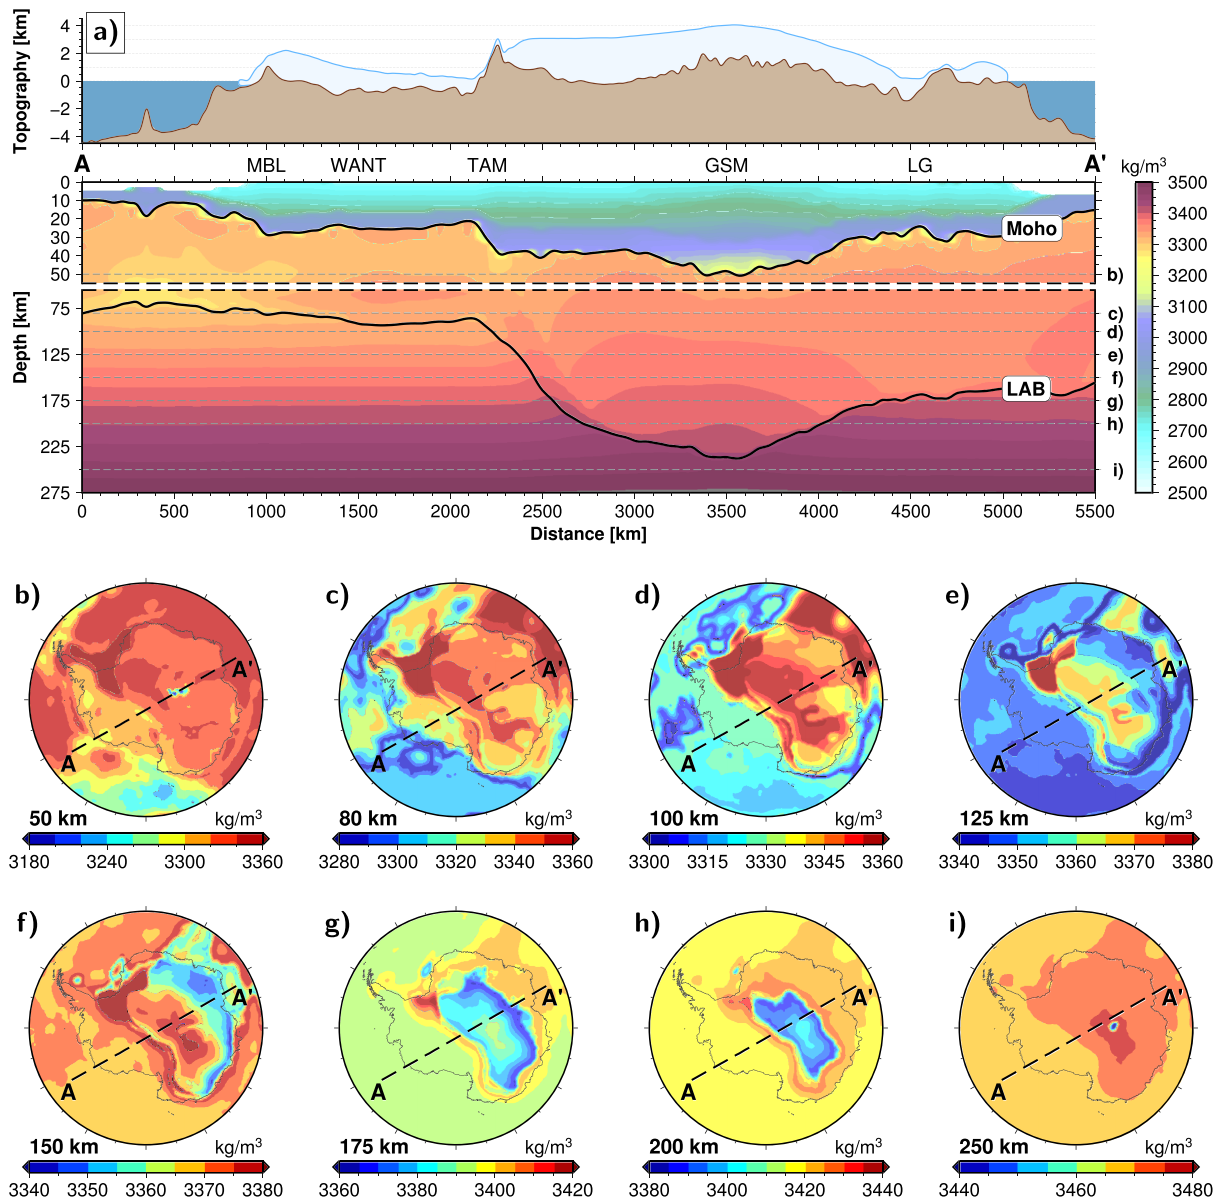 a)
Topography [km]
4
2
0
−2
−4
A MBL WANT TAM GSM LG A'
kg/m³
0
10
20
30
40
50
Moho
b)
Depth [km]
75
125
175
225
275
LAB
c)
d)
e)
f)
g)
h)
i)
3500
3400
3300
3200
3100
3000
2900
2800
2700
2600
2500
0 500 1000 1500 2000 2500 3000 3500 4000 4500 5000 5500
Distance [km]
b) A A'
50 km kg/m³
3180 3240 3300 3360
c) A A'
80 km kg/m³
3280 3300 3320 3340 3360
d) A A'
100 km kg/m³
3300 3315 3330 3345 3360
e) A A'
125 km kg/m³
3340 3350 3360 3370 3380
f) A A'
150 km kg/m³
3340 3350 3360 3370 3380
g) A A'
175 km kg/m³
3360 3380 3400 3420
h) A A'
200 km kg/m³
3380 3400 3420 3440
i) A A'
250 km kg/m³
3440 3450 3460 3470 3480